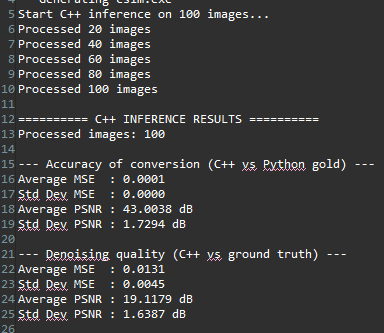 4   Generating csim.exe
5 Start C++ inference on 100 images...
6 Processed 20 images
7 Processed 40 images
8 Processed 60 images
9 Processed 80 images
10 Processed 100 images
11
12 ========== C++ INFERENCE RESULTS ==========
13 Processed images: 100
14
15 --- Accuracy of conversion (C++ vs Python gold) ---
16 Average MSE  : 0.0001
17 Std Dev MSE  : 0.0000
18 Average PSNR : 43.0038 dB
19 Std Dev PSNR : 1.7294 dB
20
21 --- Denoising quality (C++ vs ground truth) ---
22 Average MSE  : 0.0131
23 Std Dev MSE  : 0.0045
24 Average PSNR : 19.1179 dB
25 Std Dev PSNR : 1.6387 dB
26